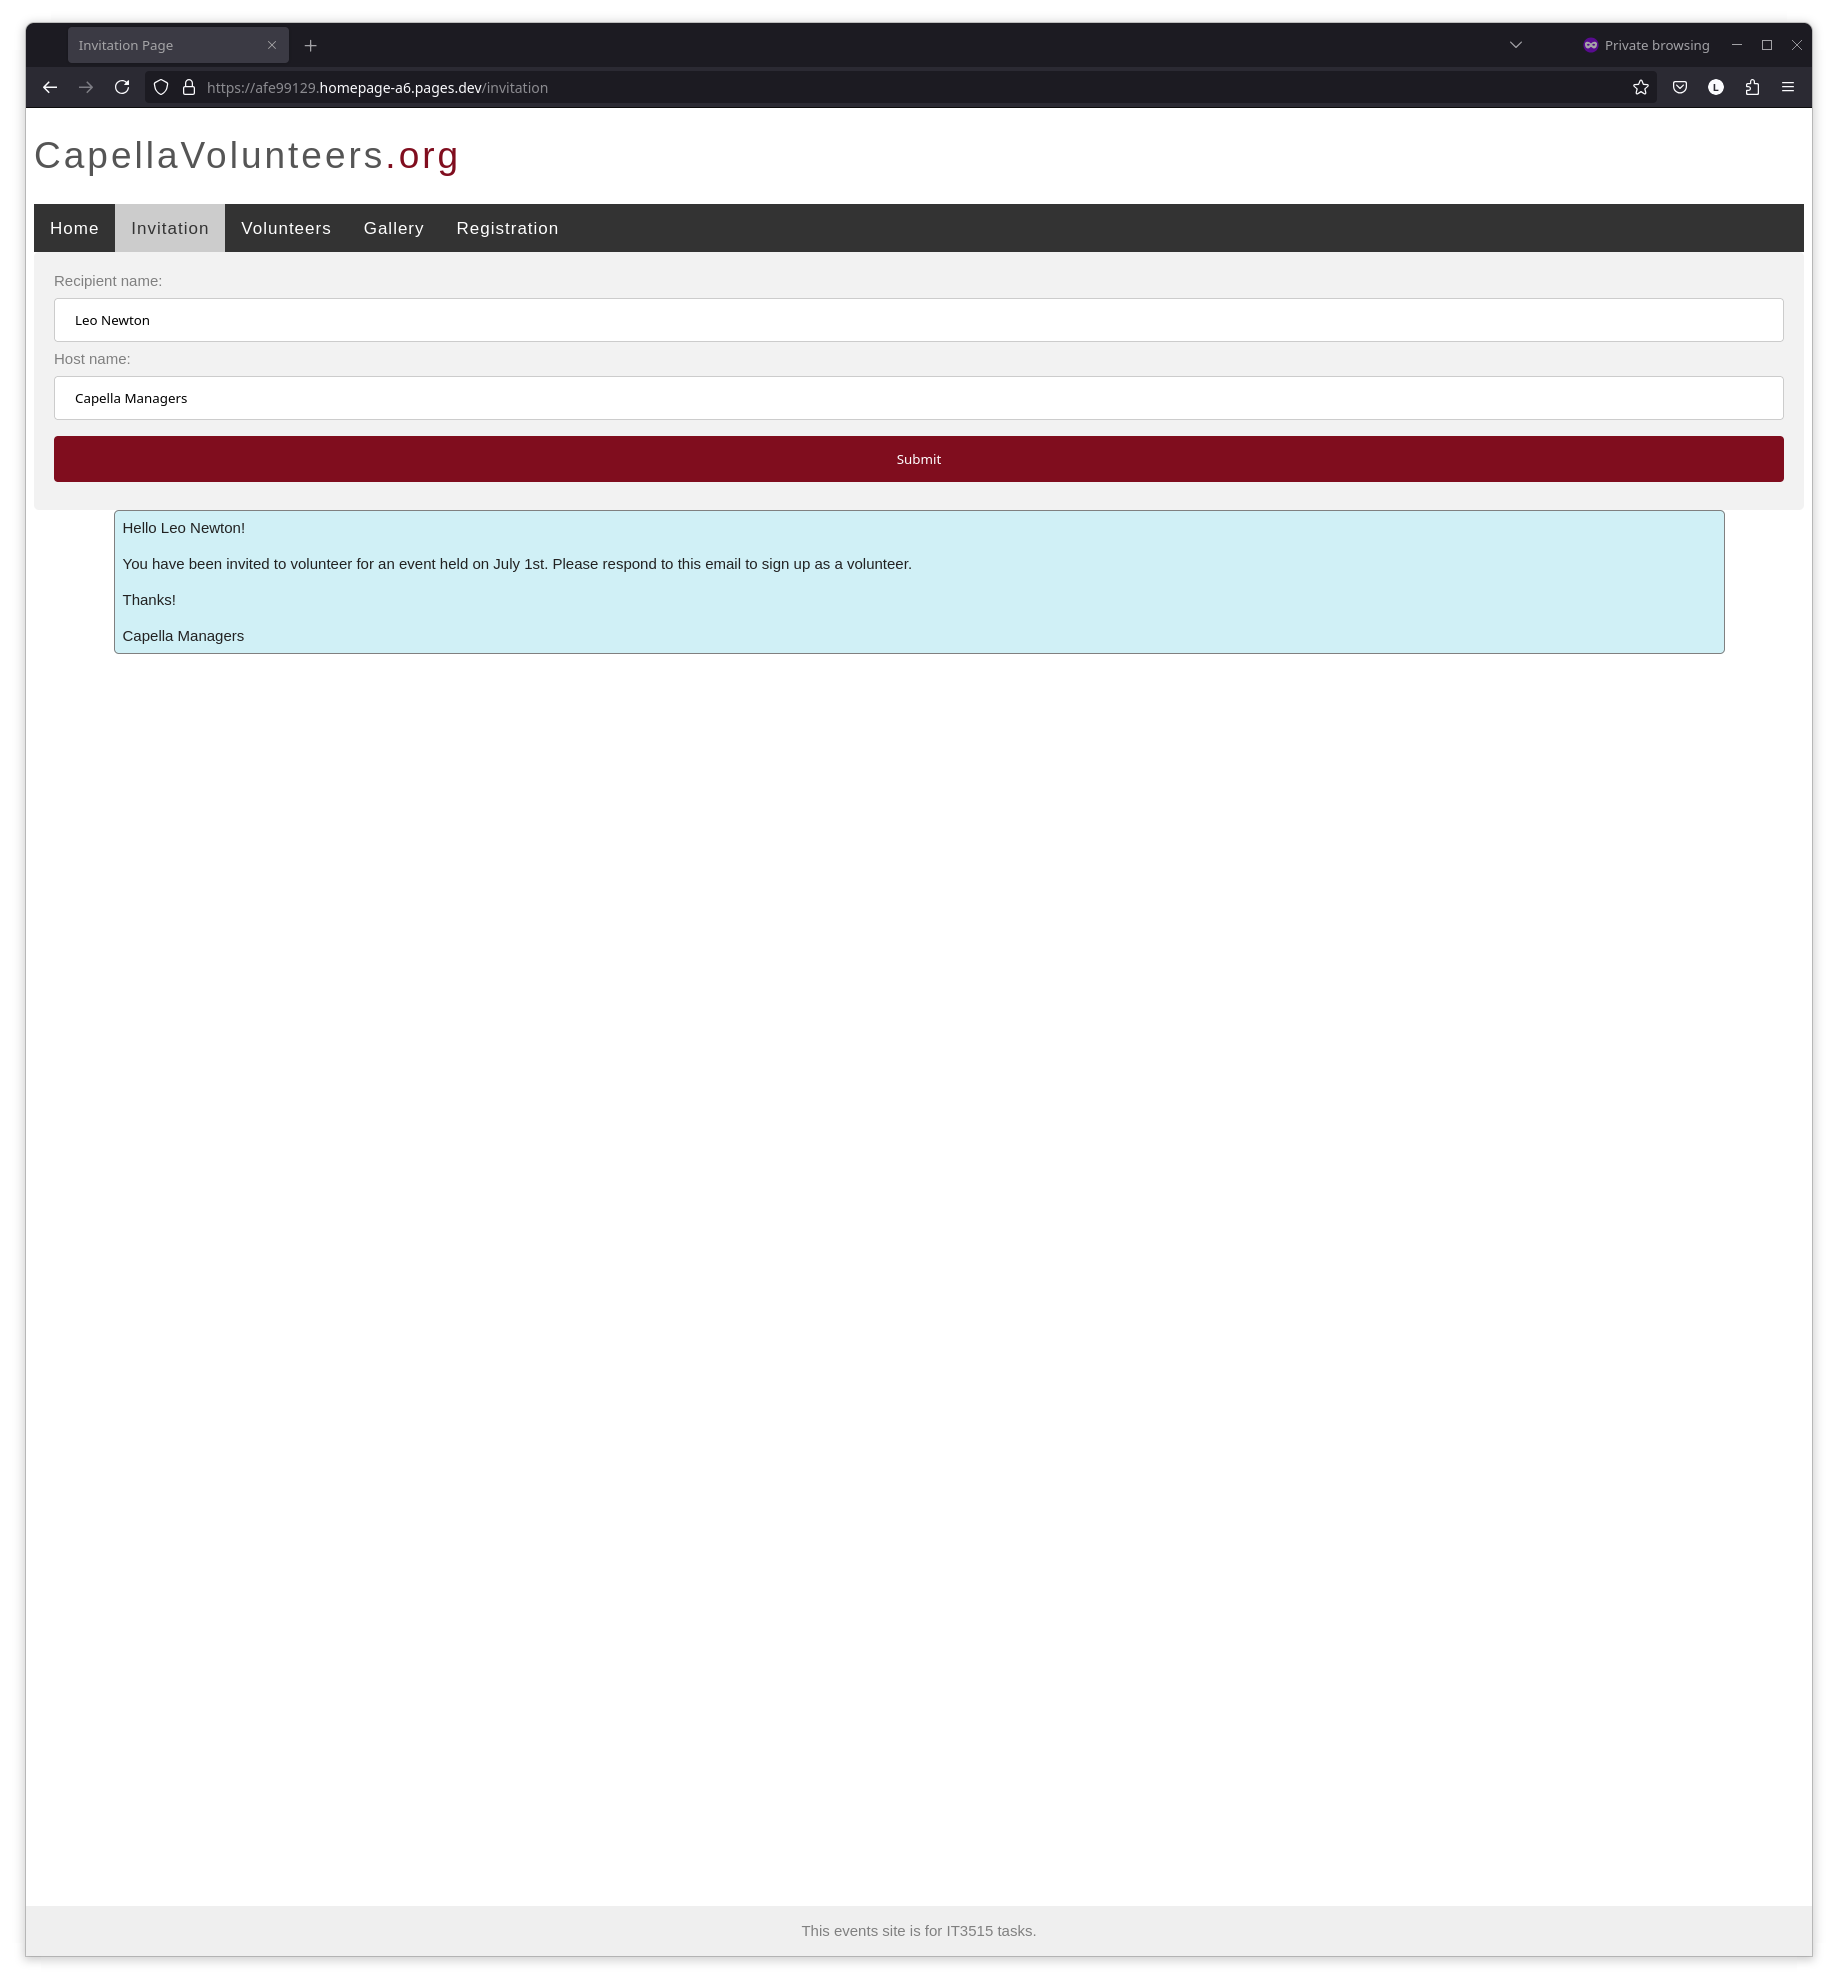 Invitation Page
Private browsing
https://afe99129.homepage-a6.pages.dev/invitation
L
CapellaVolunteers.org
Home Invitation Volunteers Gallery Registration
Recipient name:
Leo Newton
Host name:
Capella Managers
Submit
Hello Leo Newton!
You have been invited to volunteer for an event held on July 1st. Please respond to this email to sign up as a volunteer.
Thanks!
Capella Managers
This events site is for IT3515 tasks.